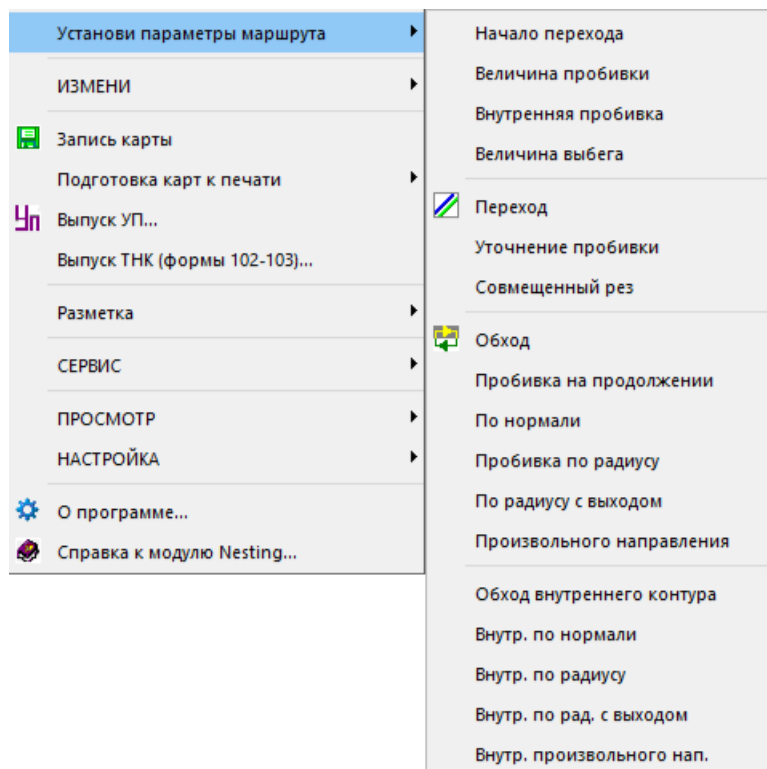 Установи параметры маршрута
ИЗМЕНИ
Запись карты
Подготовка карт к печати
Уп Выпуск УП...
Выпуск ТНК (формы 102-103)...
Разметка
СЕРВИС
ПРОСМОТР
НАСТРОЙКА
О программе...
Справка к модулю Nesting...
Начало перехода
Величина пробивки
Внутренняя пробивка
Величина выбега
Переход
Уточнение пробивки
Совмещенный рез
Обход
Пробивка на продолжении
По нормали
Пробивка по радиусу
По радиусу с выходом
Произвольного направления
Обход внутреннего контура
Внутр. по нормали
Внутр. по радиусу
Внутр. по рад. с выходом
Внутр. произвольного нап.